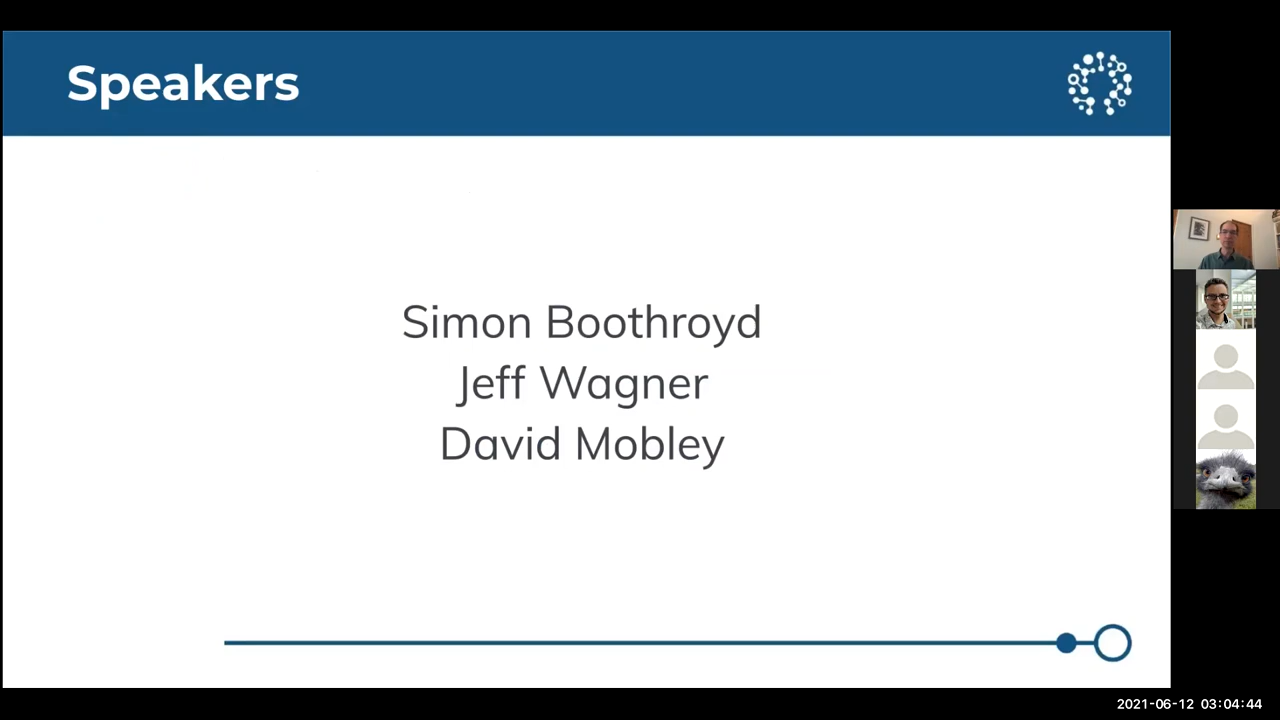 Speakers
Simon Boothroyd
Jeff Wagner
David Mobley
2021-06-12 03:04:44